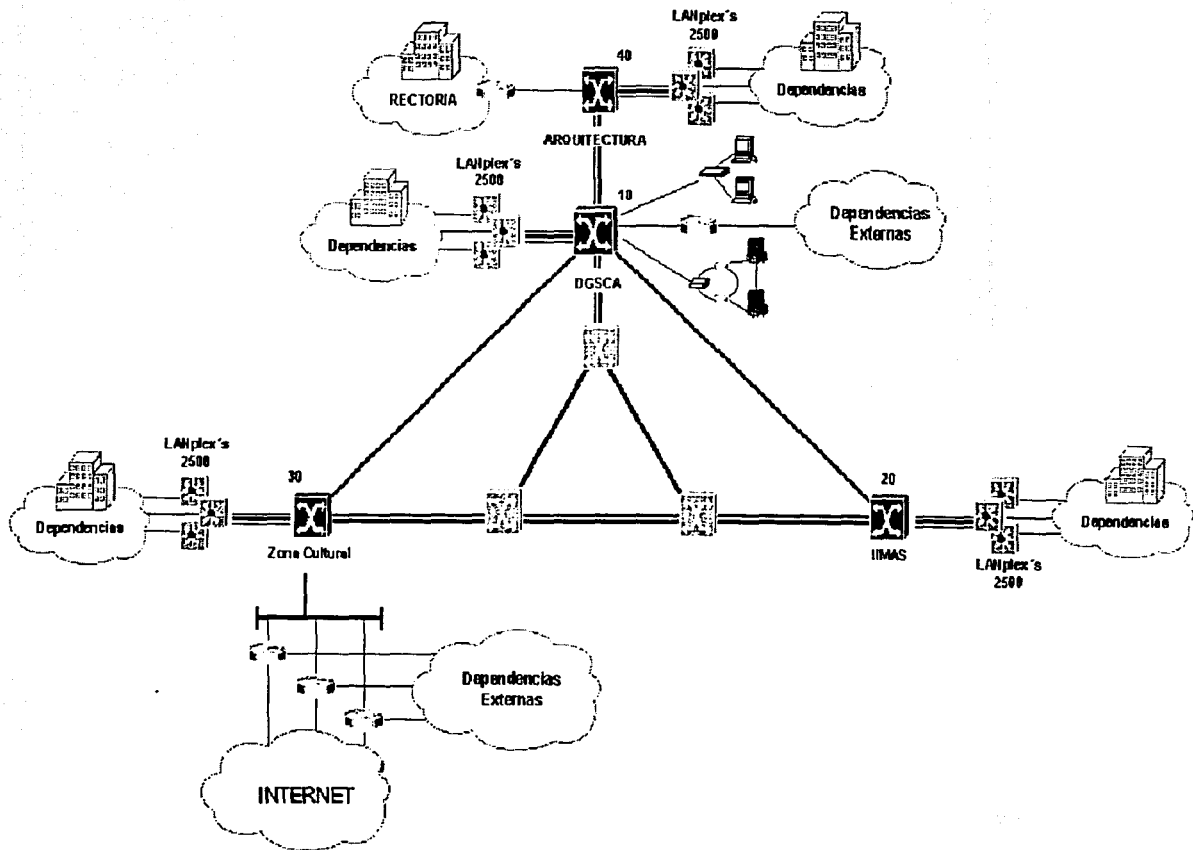 LANplex's
2500
40
RECTORIA
Dependencias
ARQUITECTURA
LANplex's
2500
10
Dependencias
Externas
Dependencias
DGSCA
LANplex's
2500
30
20
Dependencias
Dependencias
Zona Cultural
IIMAS
LANplex's
2500
Dependencias
Externas
INTERNET